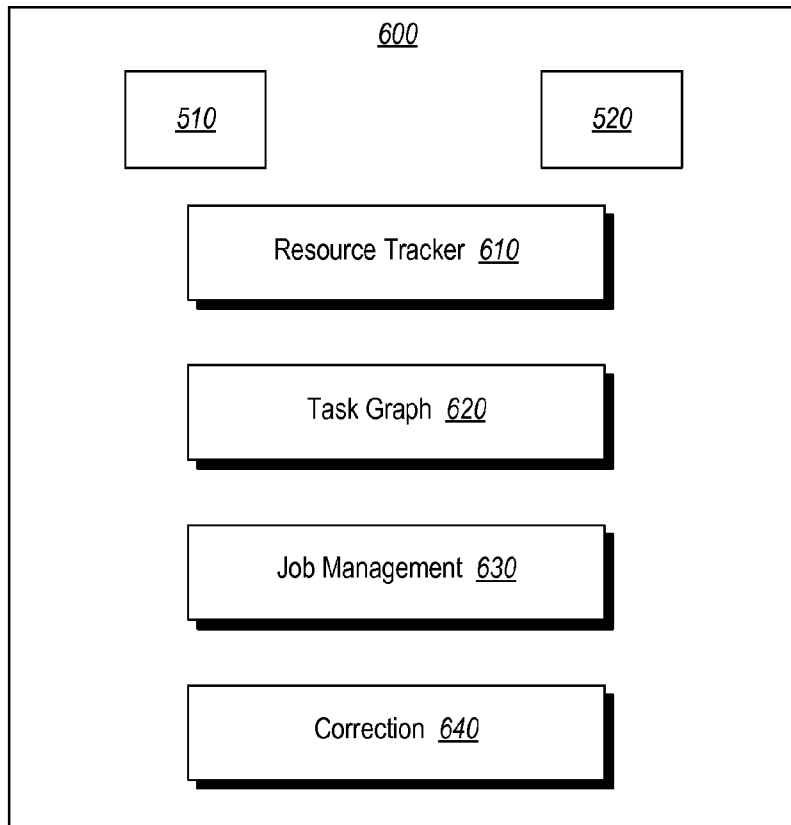 600
510
520
Resource Tracker 610
Task Graph 620
Job Management 630
Correction 640